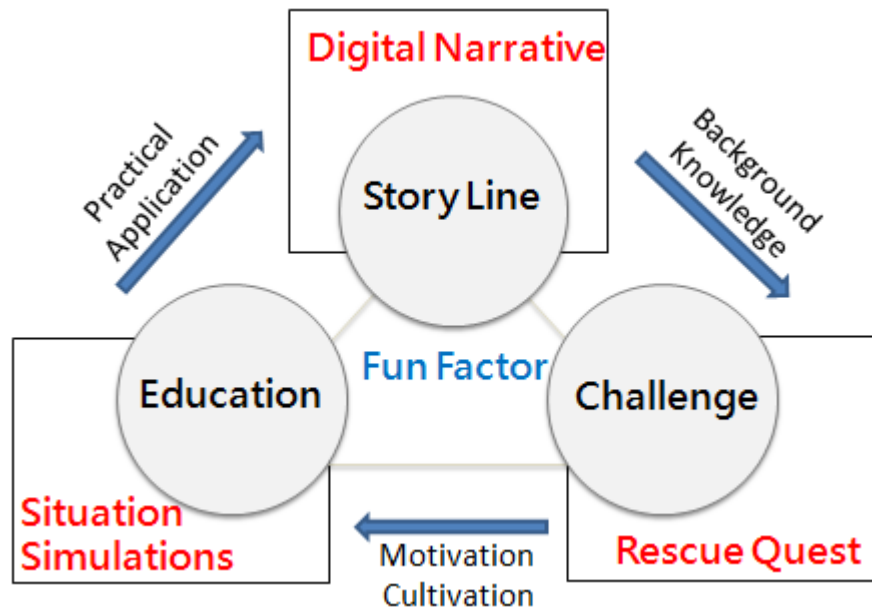 Digital Narrative
Story Line
Practical
Application
Background
Knowledge
Fun Factor
Education
Challenge
Situation
Simulations
Motivation
Cultivation
Rescue Quest